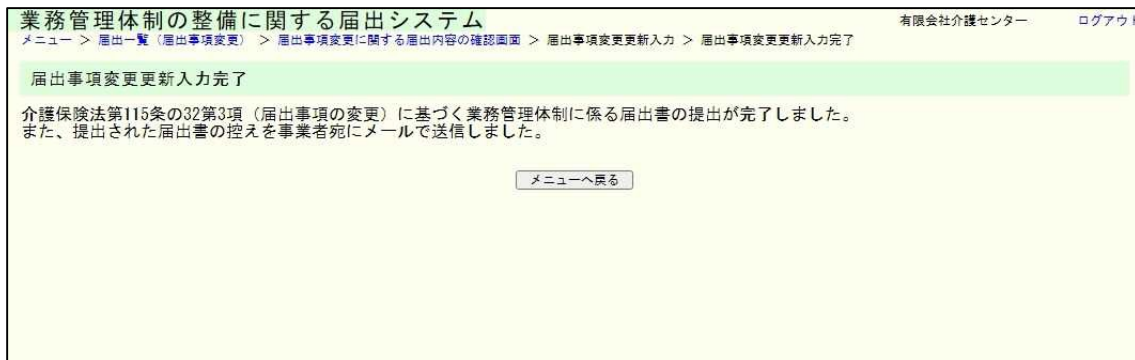 業務管理体制の整備に関する届出システム
有限会社介護センター
ログアウト
メニュー > 届出一覧（届出事項変更） > 届出事項変更に関する届出内容の確認画面 > 届出事項変更更新入力 > 届出事項変更更新入力完了
届出事項変更更新入力完了
介護保険法第115条の32第3項（届出事項の変更）に基づく業務管理体制に係る届出書の提出が完了しました。
また、提出された届出書の控えを事業者宛にメールで送信しました。
メニューへ戻る